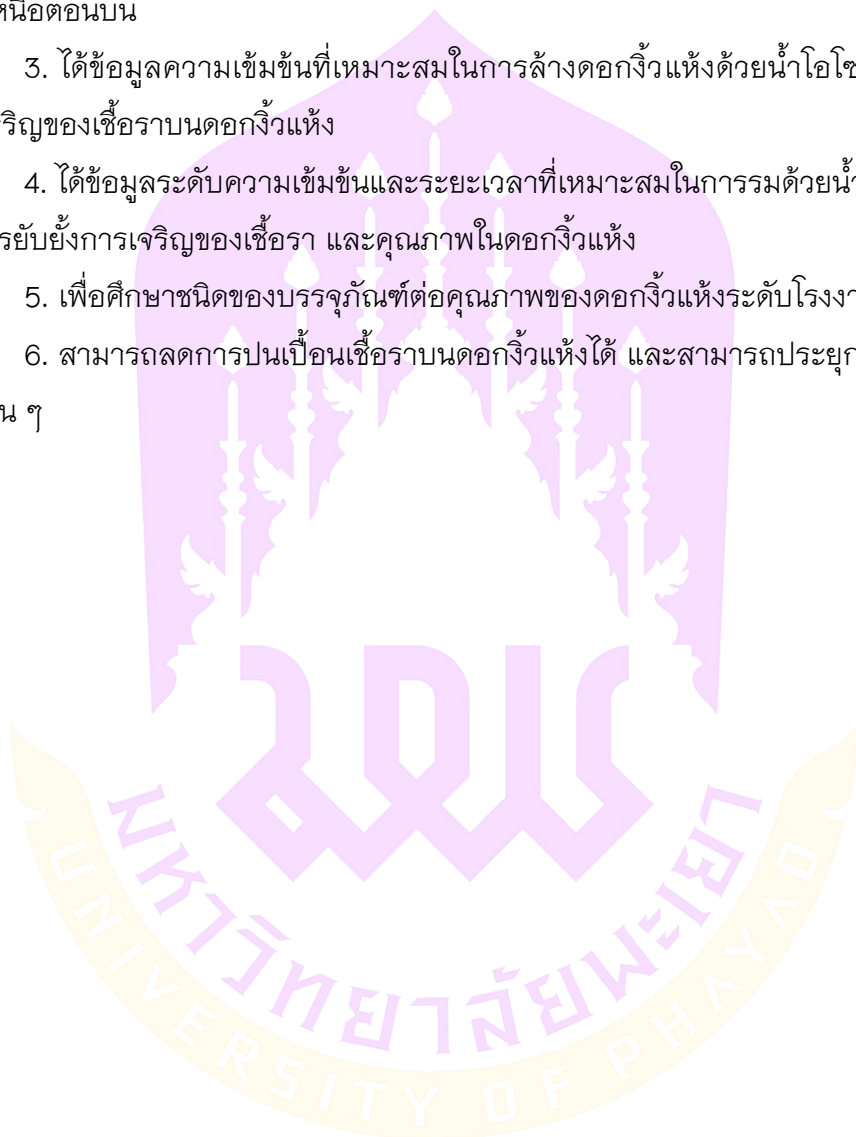 หนือตอนบน
3. ได้ข้อมูลความเข้มข้นที่เหมาะสมในการล้างดอกงิ้วแห้งด้วยน้ำโอโซ
จริญของเชื้อราบนดอกงิ้วแห้ง
4. ได้ข้อมูลระดับความเข้มข้นและระยะเวลาที่เหมาะสมในการรมด้วยน้ำ
รยับยั้งการเจริญของเชื้อรา และคุณภาพในดอกงิ้วแห้ง
5. เพื่อศึกษาชนิดของบรรจุภัณฑ์ต่อคุณภาพของดอกงิ้วแห้งระดับโรงงา
6. สามารถลดการปนเปื้อนเชื้อราบนดอกงิ้วแห้งได้ และสามารถประยุก
น ๆ
มหาวิทยาลัยพะเยา
UNIVERSITY OF PHAYAO